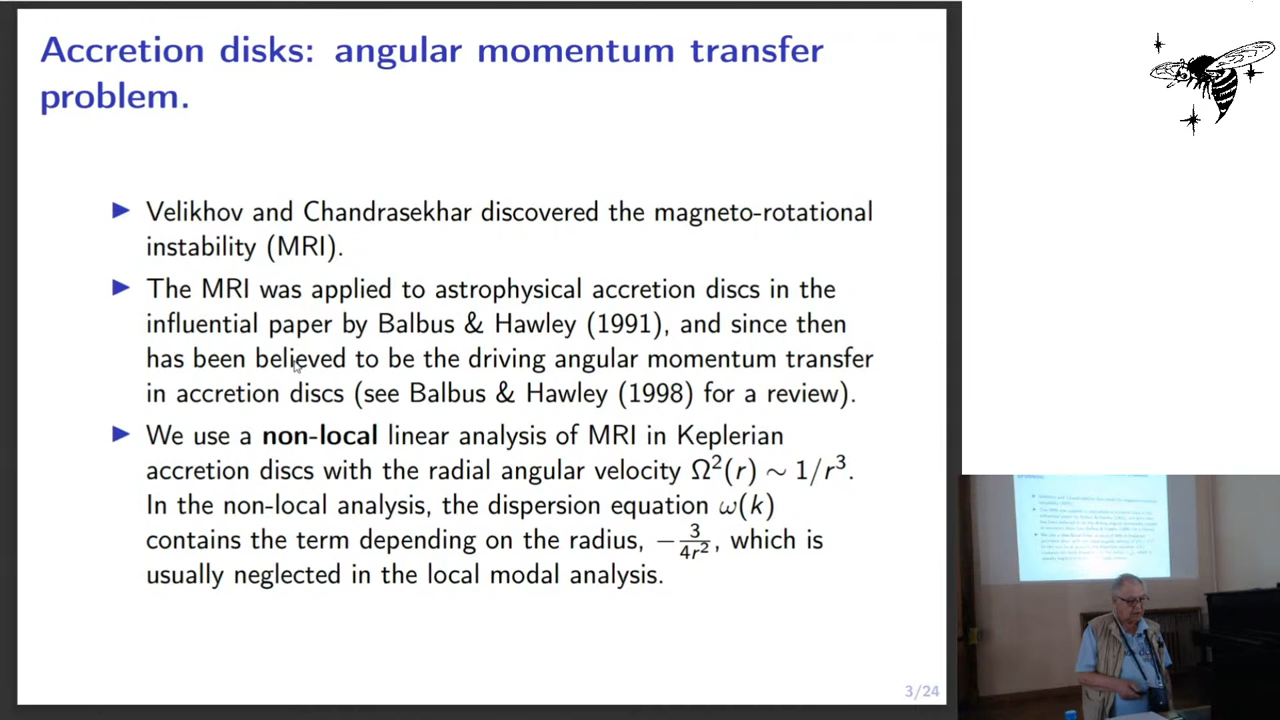 Accretion disks: angular momentum transfer
problem.
▶ Velikhov and Chandrasekhar discovered the magneto-rotational
instability (MRI).
▶ The MRI was applied to astrophysical accretion discs in the
influential paper by Balbus & Hawley (1991), and since then
has been believed to be the driving angular momentum transfer
in accretion discs (see Balbus & Hawley (1998) for a review).
▶ We use a non-local linear analysis of MRI in Keplerian
accretion discs with the radial angular velocity Ω²(r) ∼ 1/r³.
In the non-local analysis, the dispersion equation ω(k)
contains the term depending on the radius, −3/4r², which is
usually neglected in the local modal analysis.
3/24